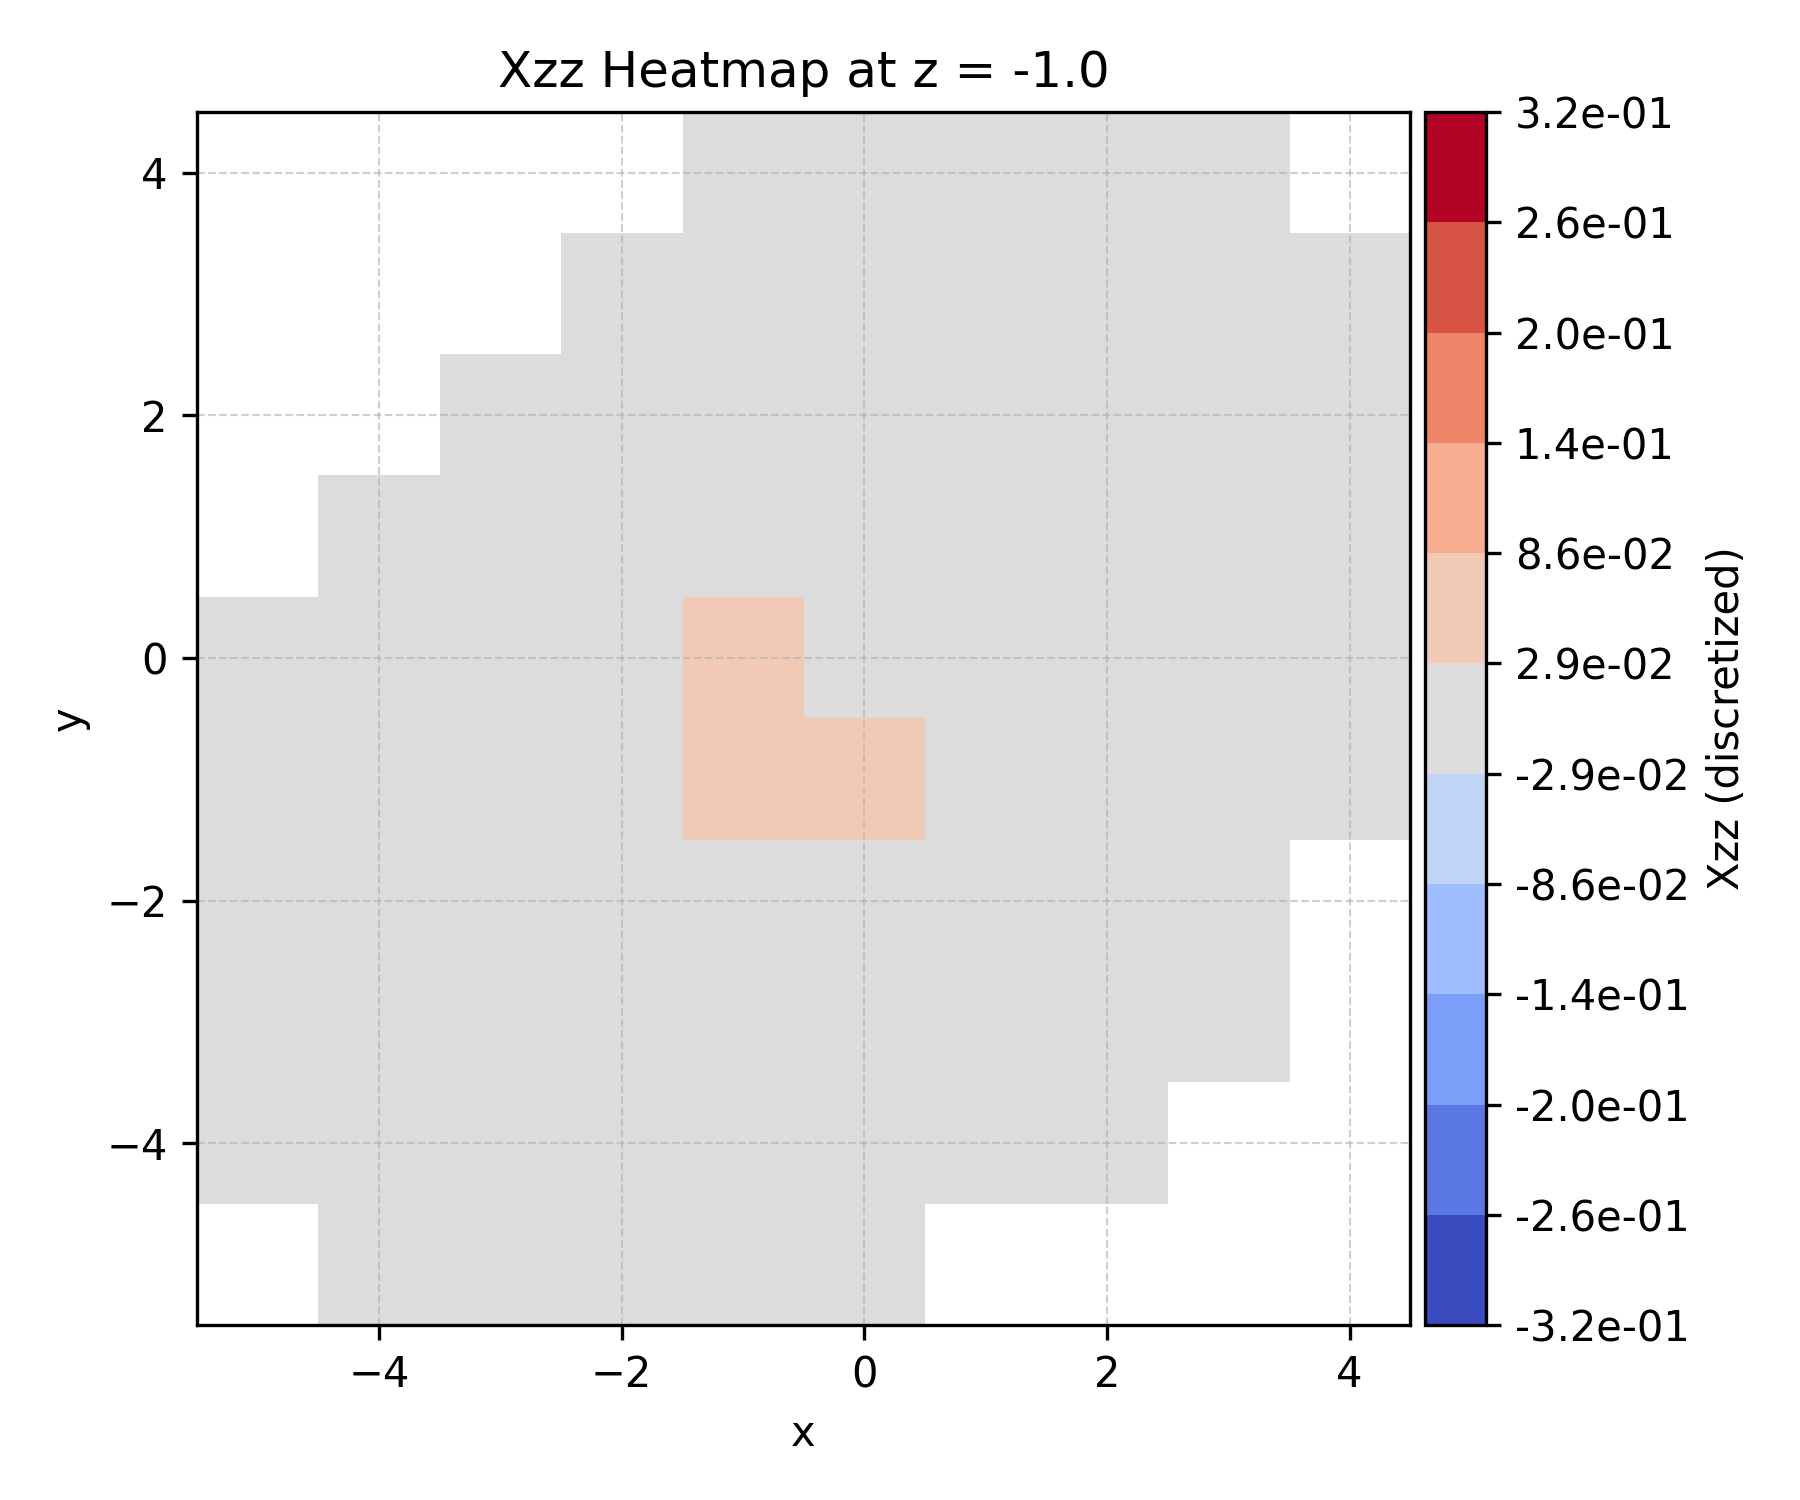 Xzz Heatmap at z = -1.0
4
2
0
−2
−4
y
−4
−2
0
2
4
x
3.2e-01
2.6e-01
2.0e-01
1.4e-01
8.6e-02
2.9e-02
-2.9e-02
-8.6e-02
-1.4e-01
-2.0e-01
-2.6e-01
-3.2e-01
Xzz (discretized)